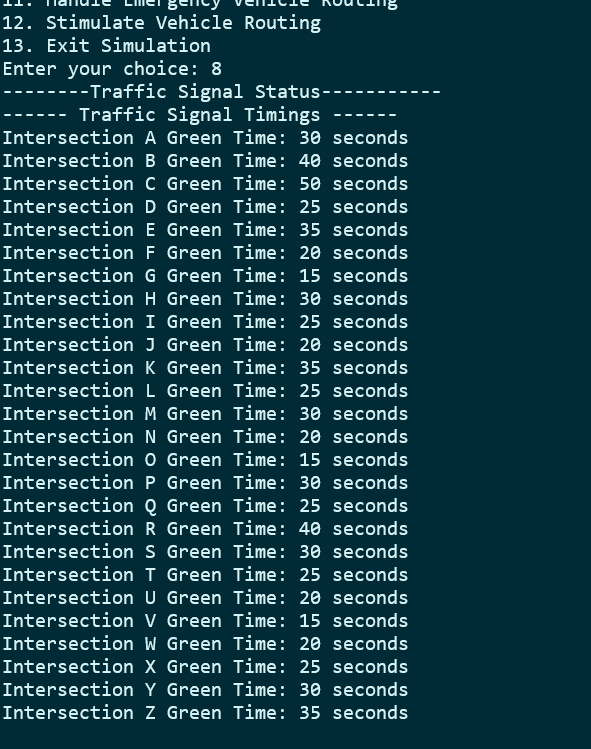 11. Handle Emergency Vehicle Routing
12. Stimulate Vehicle Routing
13. Exit Simulation
Enter your choice: 8
--------Traffic Signal Status-----------
------ Traffic Signal Timings ------
Intersection A Green Time: 30 seconds
Intersection B Green Time: 40 seconds
Intersection C Green Time: 50 seconds
Intersection D Green Time: 25 seconds
Intersection E Green Time: 35 seconds
Intersection F Green Time: 20 seconds
Intersection G Green Time: 15 seconds
Intersection H Green Time: 30 seconds
Intersection I Green Time: 25 seconds
Intersection J Green Time: 20 seconds
Intersection K Green Time: 35 seconds
Intersection L Green Time: 25 seconds
Intersection M Green Time: 30 seconds
Intersection N Green Time: 20 seconds
Intersection O Green Time: 15 seconds
Intersection P Green Time: 30 seconds
Intersection Q Green Time: 25 seconds
Intersection R Green Time: 40 seconds
Intersection S Green Time: 30 seconds
Intersection T Green Time: 25 seconds
Intersection U Green Time: 20 seconds
Intersection V Green Time: 15 seconds
Intersection W Green Time: 20 seconds
Intersection X Green Time: 25 seconds
Intersection Y Green Time: 30 seconds
Intersection Z Green Time: 35 seconds